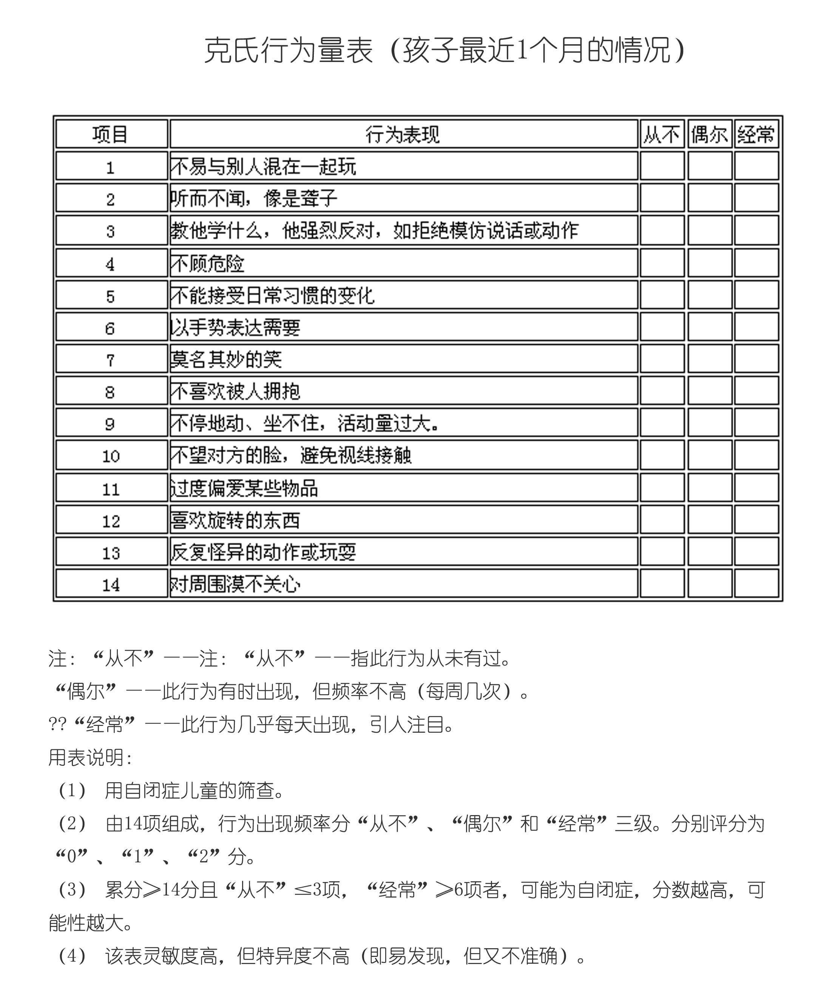 克氏行为量表（孩子最近1个月的情况）
项目 行为表现 从不 偶尔 经常
1 不易与别人混在一起玩
2 听而不闻，像是聋子
3 教他学什么，他强烈反对，如拒绝模仿说话或动作
4 不顾危险
5 不能接受日常习惯的变化
6 以手势表达需要
7 莫名其妙的笑
8 不喜欢被人拥抱
9 不停地动、坐不住，活动量过大。
10 不望对方的脸，避免视线接触
11 过度偏爱某些物品
12 喜欢旋转的东西
13 反复怪异的动作或玩耍
14 对周围漠不关心
注：“从不”——注：“从不”——指此行为从未有过。
“偶尔”——此行为有时出现，但频率不高（每周几次）。
??“经常”——此行为几乎每天出现，引人注目。
用表说明：
（1） 用自闭症儿童的筛查。
（2） 由14项组成，行为出现频率分“从不”、“偶尔”和“经常”三级。分别评分为
“0”、“1”、“2”分。
（3） 累分≥14分且“从不”≤3项，“经常”≥6项者，可能为自闭症，分数越高，可
能性越大。
（4） 该表灵敏度高，但特异度不高（即易发现，但又不准确）。